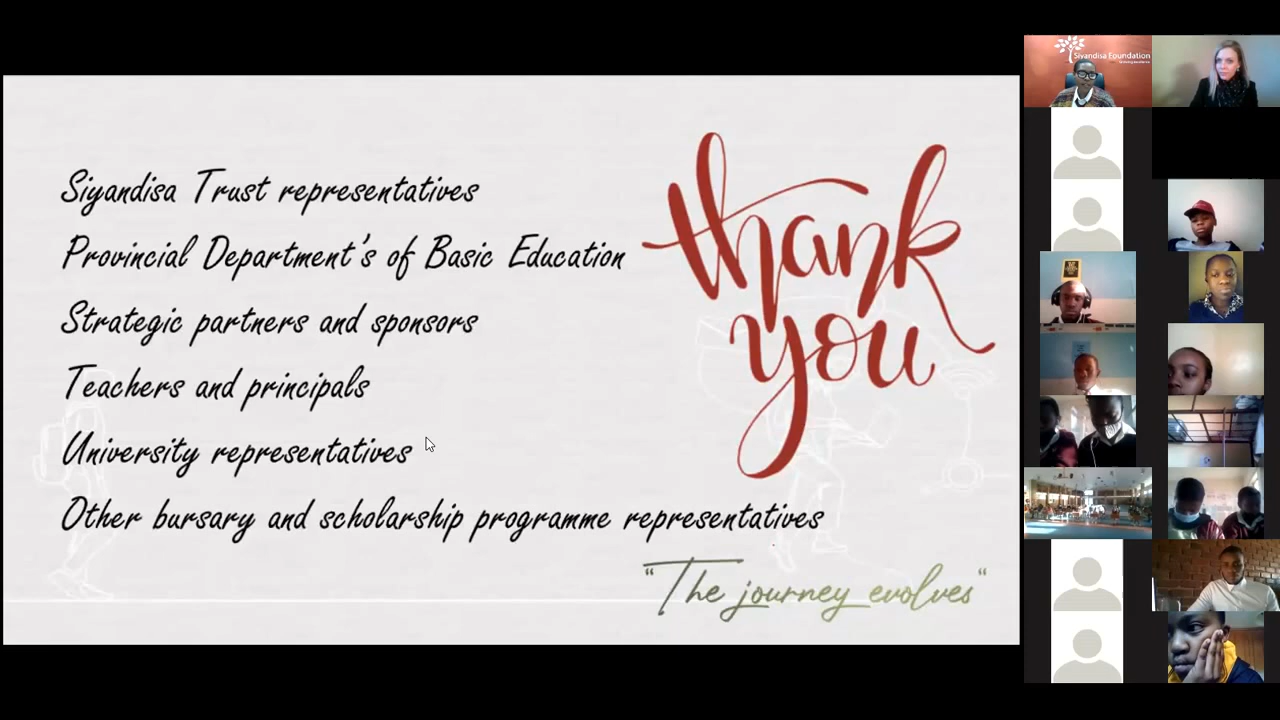 Siyandisa Trust representatives
Provincial Department's of Basic Education
Strategic partners and sponsors
Teachers and principals
University representatives
Other bursary and scholarship programme representatives
thank
you
"The journey evolves"
Siyandisa Foundation